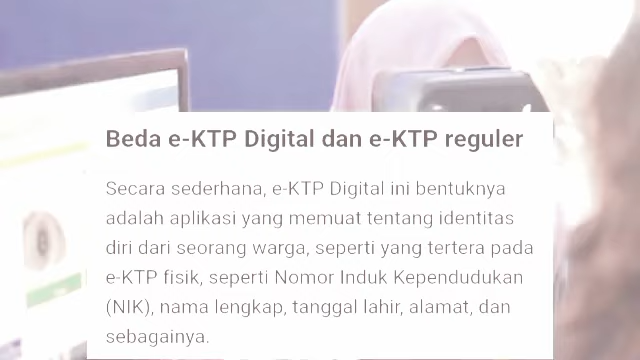 Beda e-KTP Digital dan e-KTP reguler
Secara sederhana, e-KTP Digital ini bentuknya
adalah aplikasi yang memuat tentang identitas
diri dari seorang warga, seperti yang tertera pada
e-KTP fisik, seperti Nomor Induk Kependudukan
(NIK), nama lengkap, tanggal lahir, alamat, dan
sebagainya.